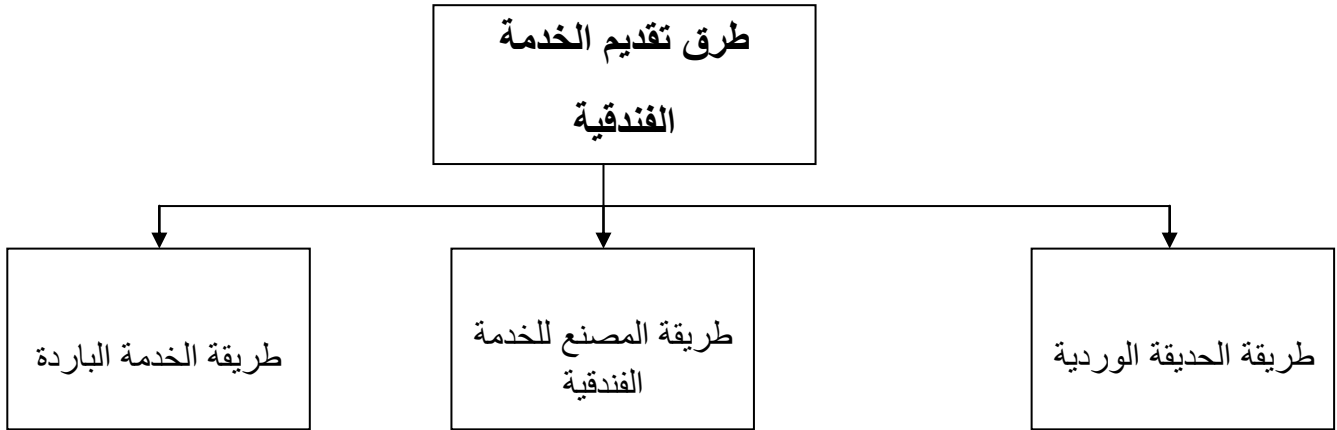 طرق تقديم الخدمة
الفندقية
طريقة الحديقة الوردية
طريقة المصنع للخدمة
الفندقية
طريقة الخدمة الباردة